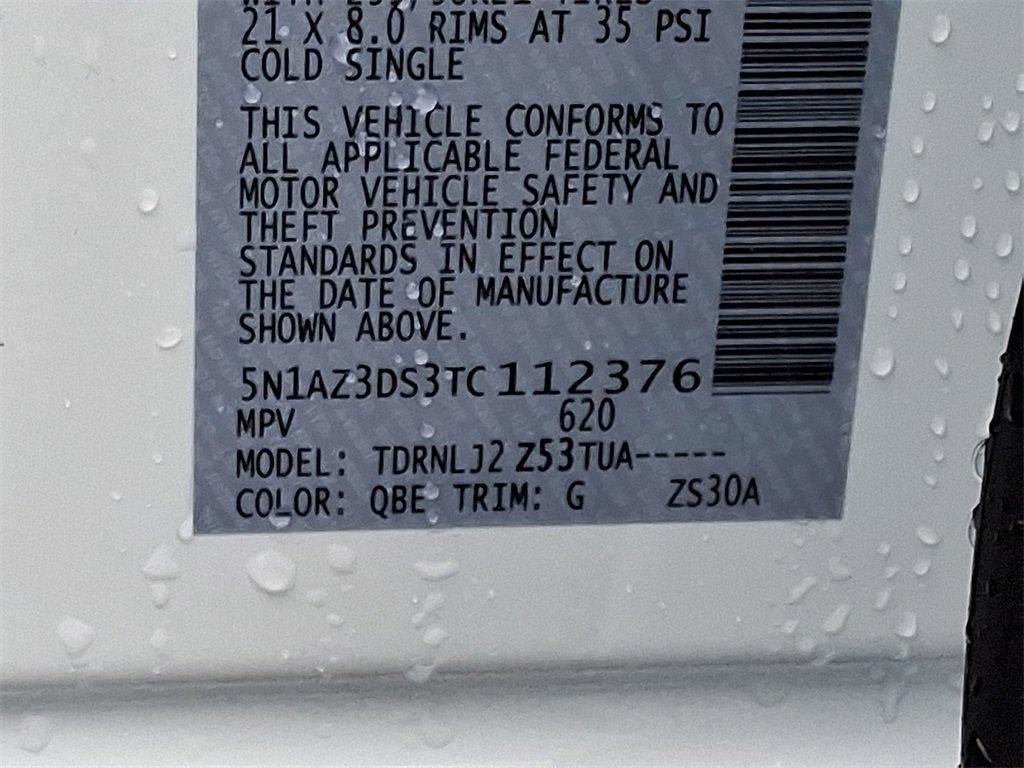 21 X 8.0 RIMS AT 35 PSI
COLD SINGLE
THIS VEHICLE CONFORMS TO
ALL APPLICABLE FEDERAL
MOTOR VEHICLE SAFETY AND
THEFT PREVENTION
STANDARDS IN EFFECT ON
THE DATE OF MANUFACTURE
SHOWN ABOVE.
5N1AZ3DS3TC112376
MPV 620
MODEL: TDRNLJ2 Z53TUA-----
COLOR: QBE TRIM: G ZS30A